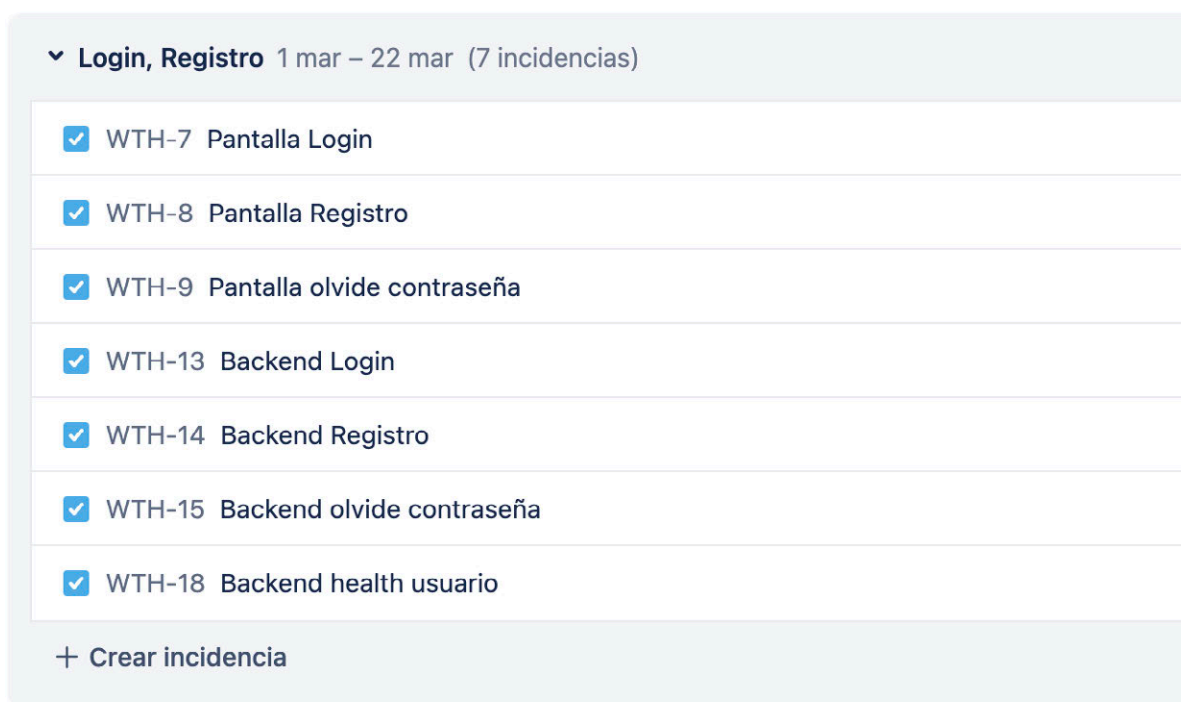 Login, Registro 1 mar – 22 mar (7 incidencias)
WTH-7 Pantalla Login
WTH-8 Pantalla Registro
WTH-9 Pantalla olvide contraseña
WTH-13 Backend Login
WTH-14 Backend Registro
WTH-15 Backend olvide contraseña
WTH-18 Backend health usuario
+ Crear incidencia